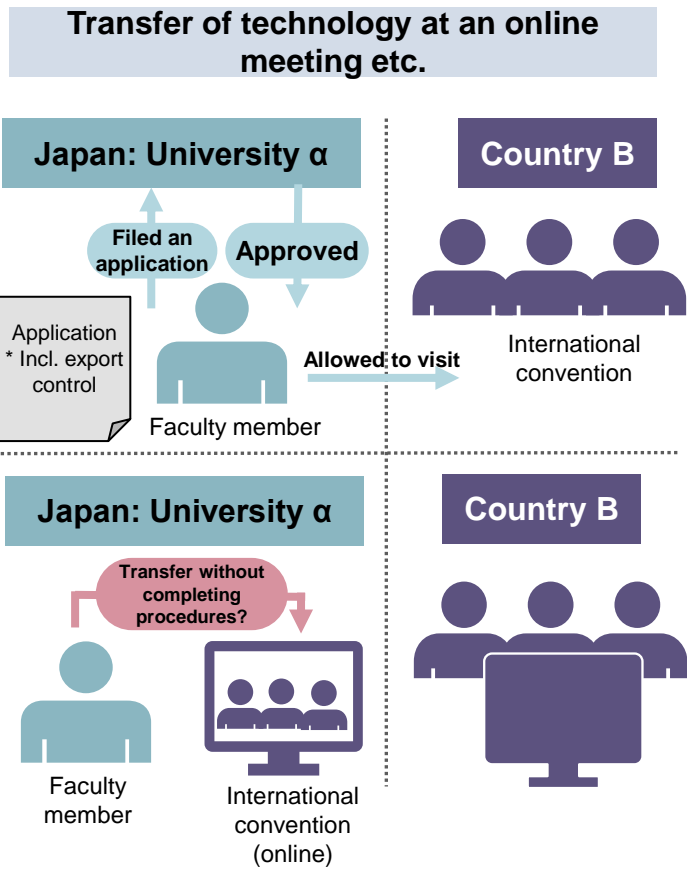 Transfer of technology at an online
meeting etc.
Japan: University α
Country B
Filed an
application
Approved
Application
* Incl. export
control
Allowed to visit
International
convention
Faculty member
Japan: University α
Country B
Transfer without
completing
procedures?
Faculty
member
International
convention
(online)